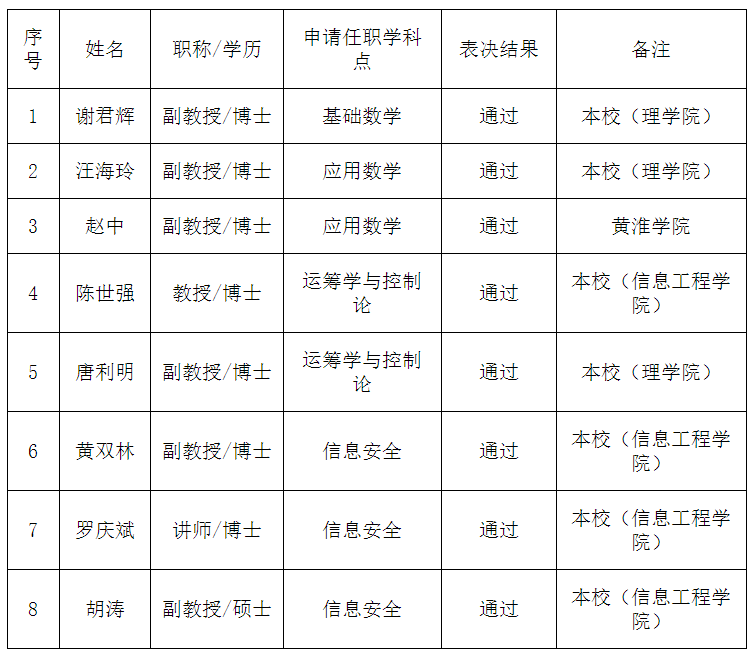 序号 姓名 职称/学历 申请任职学科点 表决结果 备注
1 谢君辉 副教授/博士 基础数学 通过 本校（理学院）
2 汪海玲 副教授/博士 应用数学 通过 本校（理学院）
3 赵中 副教授/博士 应用数学 通过 黄淮学院
4 陈世强 教授/博士 运筹学与控制论 通过 本校（信息工程学院）
5 唐利明 副教授/博士 运筹学与控制论 通过 本校（理学院）
6 黄双林 副教授/博士 信息安全 通过 本校（信息工程学院）
7 罗庆斌 讲师/博士 信息安全 通过 本校（信息工程学院）
8 胡涛 副教授/硕士 信息安全 通过 本校（信息工程学院）